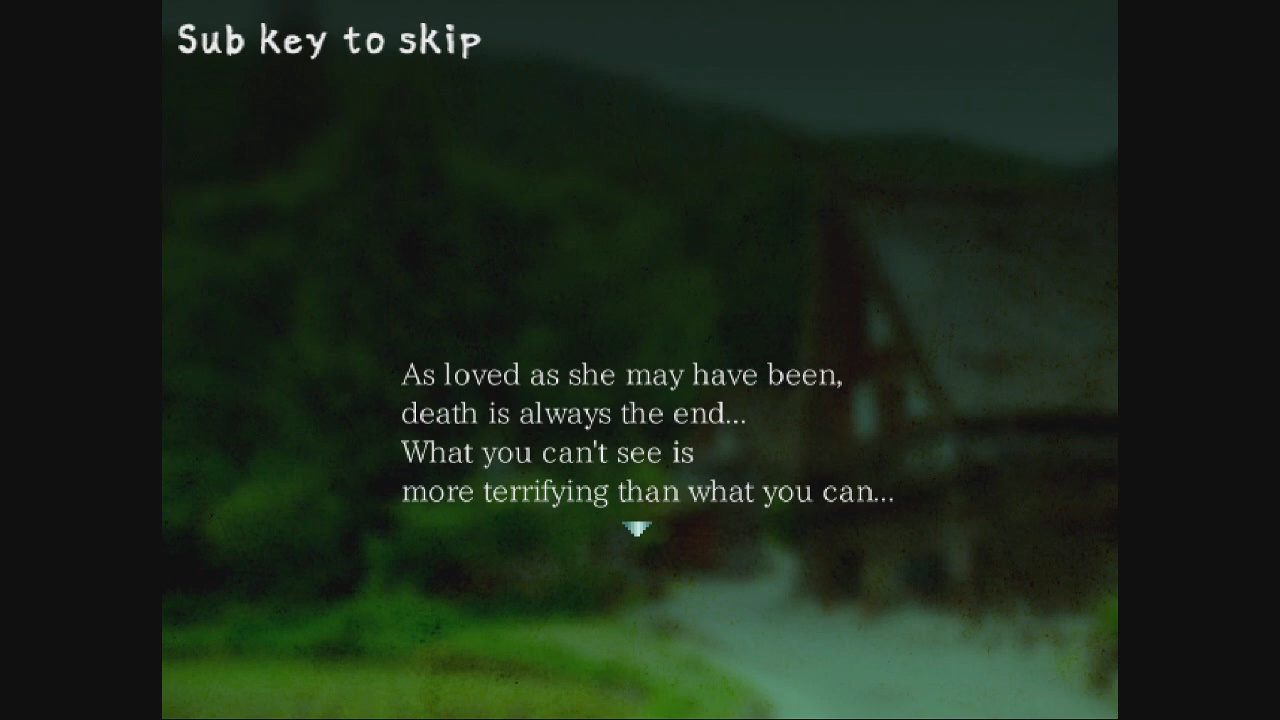 Sub key to skip
As loved as she may have been,
death is always the end...
What you can't see is
more terrifying than what you can...